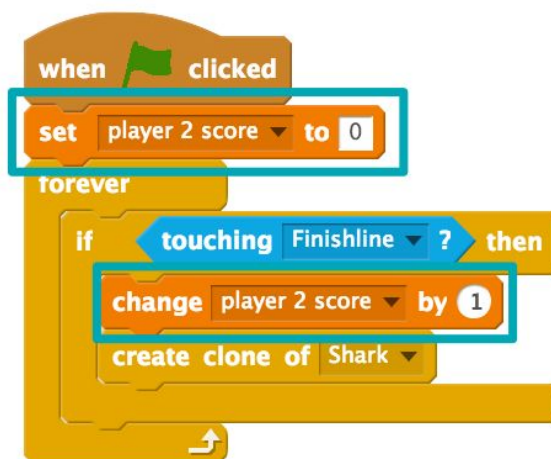 when clicked
set player 2 score to 0
forever
if touching Finishline ? then
change player 2 score by 1
create clone of Shark